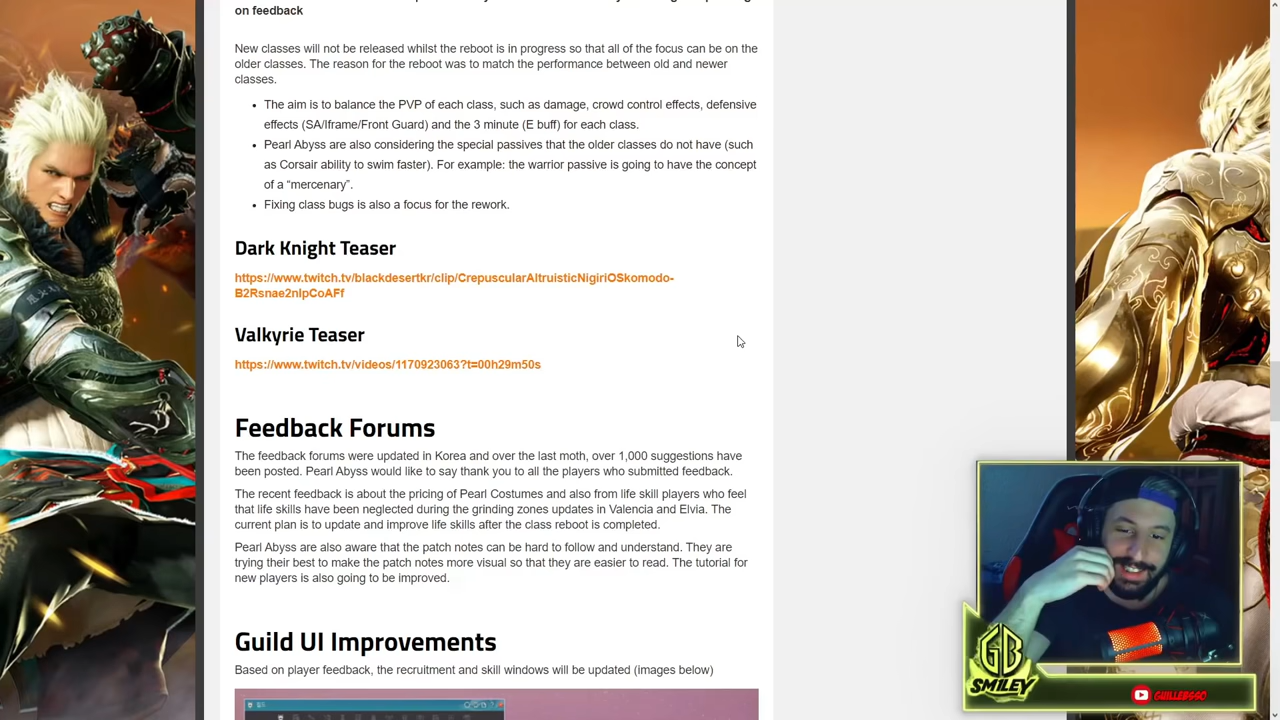 on feedback
New classes will not be released whilst the reboot is in progress so that all of the focus can be on the
older classes. The reason for the reboot was to match the performance between old and newer
classes.
• The aim is to balance the PVP of each class, such as damage, crowd control effects, defensive
effects (SA/Iframe/Front Guard) and the 3 minute (E buff) for each class.
• Pearl Abyss are also considering the special passives that the older classes do not have (such
as Corsair ability to swim faster). For example: the warrior passive is going to have the concept
of a “mercenary”.
• Fixing class bugs is also a focus for the rework.
Dark Knight Teaser
https://www.twitch.tv/blackdesertkr/clip/CrepuscularAltruisticNigiriOSkomodo-
B2Rsnae2nIpCoAFf
Valkyrie Teaser
https://www.twitch.tv/videos/1170923063?t=00h29m50s
Feedback Forums
The feedback forums were updated in Korea and over the last moth, over 1,000 suggestions have
been posted. Pearl Abyss would like to say thank you to all the players who submitted feedback.
The recent feedback is about the pricing of Pearl Costumes and also from life skill players who feel
that life skills have been neglected during the grinding zones updates in Valencia and Elvia. The
current plan is to update and improve life skills after the class reboot is completed.
Pearl Abyss are also aware that the patch notes can be hard to follow and understand. They are
trying their best to make the patch notes more visual so that they are easier to read. The tutorial for
new players is also going to be improved.
Guild UI Improvements
Based on player feedback, the recruitment and skill windows will be updated (images below)
GB
SMILEY
GUILLEBGGO